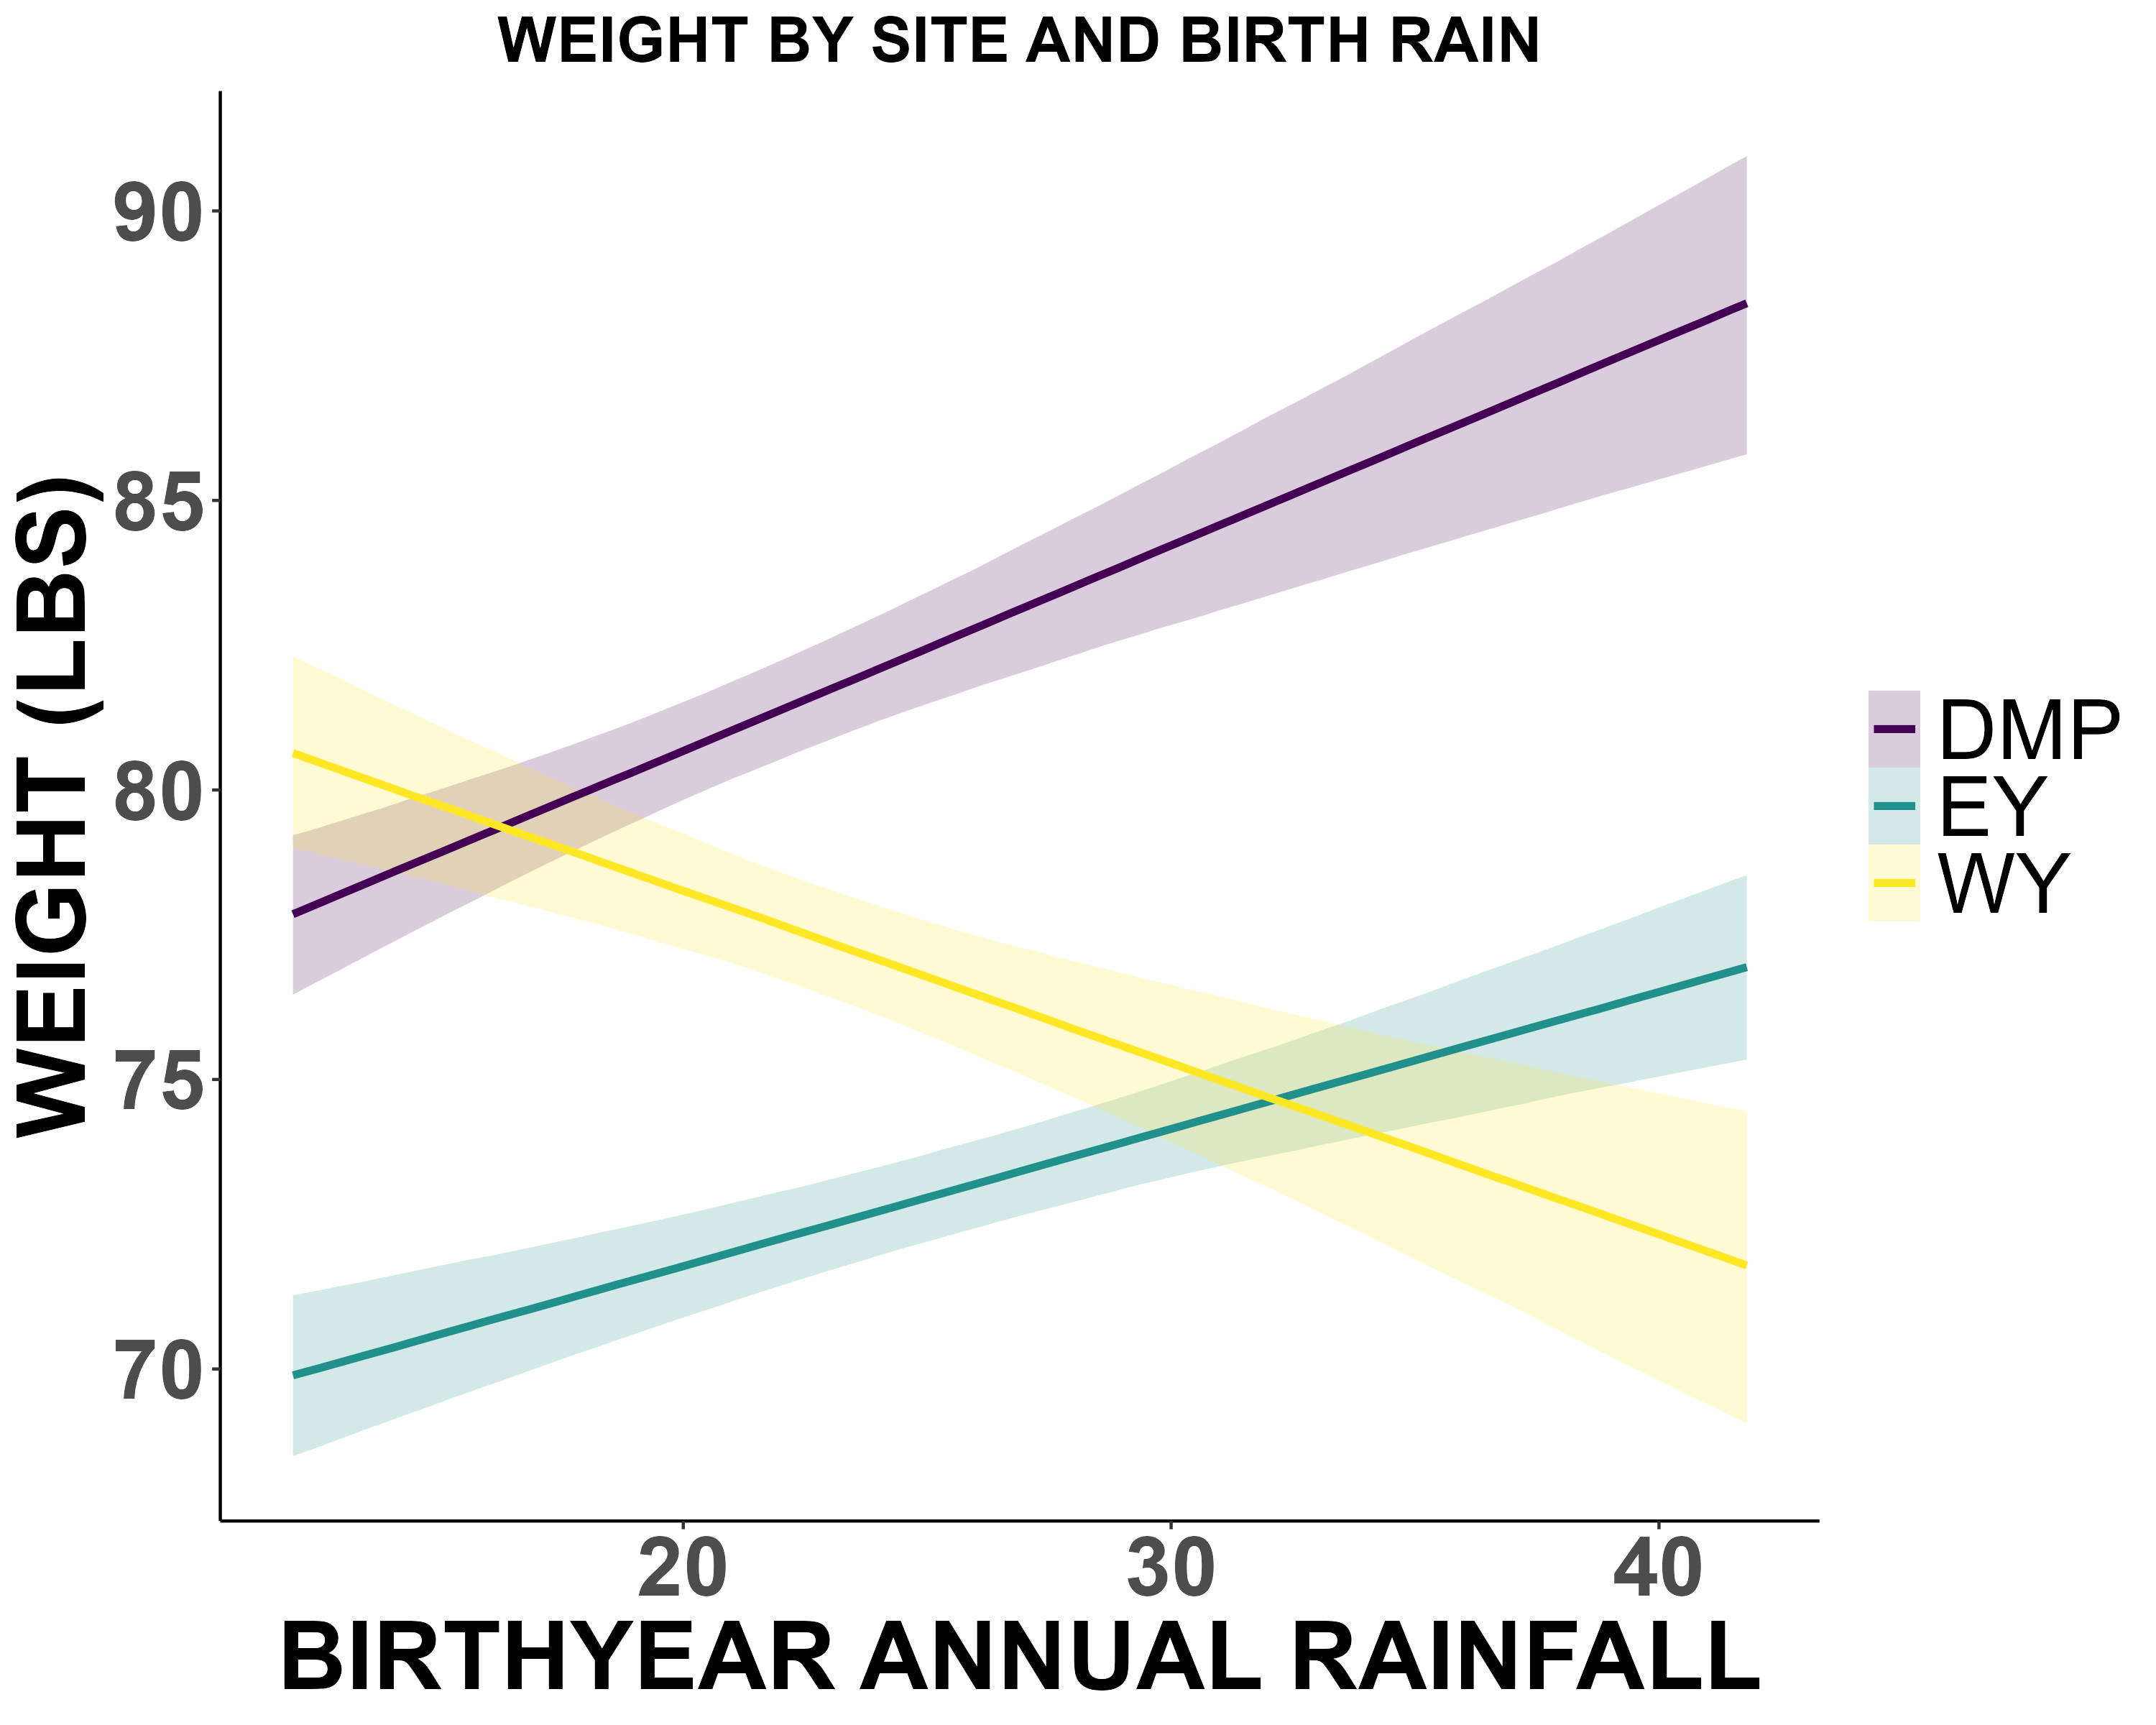 WEIGHT BY SITE AND BIRTH RAIN
WEIGHT (LBS)
90
85
80
75
70
20 30 40
BIRTHYEAR ANNUAL RAINFALL
DMP
EY
WY